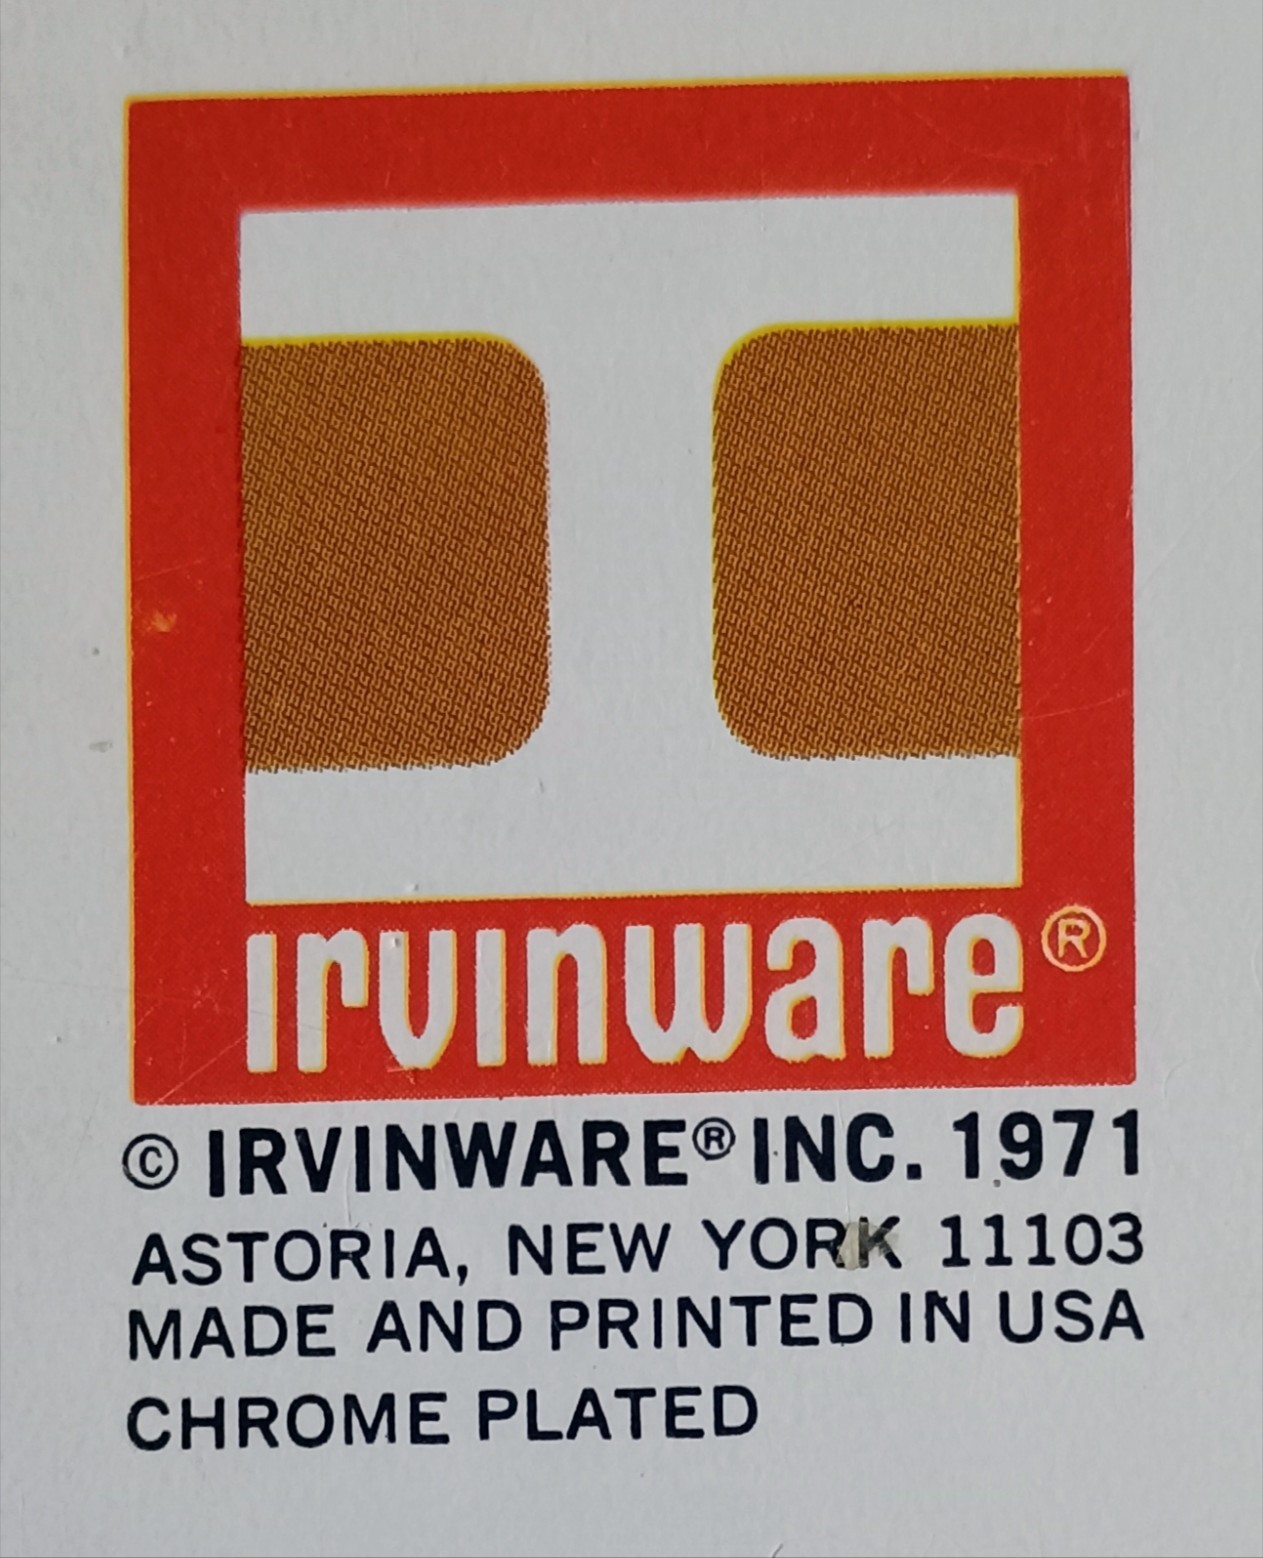 irvinware®
© IRVINWARE® INC. 1971
ASTORIA, NEW YORK 11103
MADE AND PRINTED IN USA
CHROME PLATED